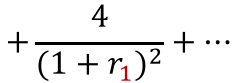 + 4/(1 + r₁)² + ⋯